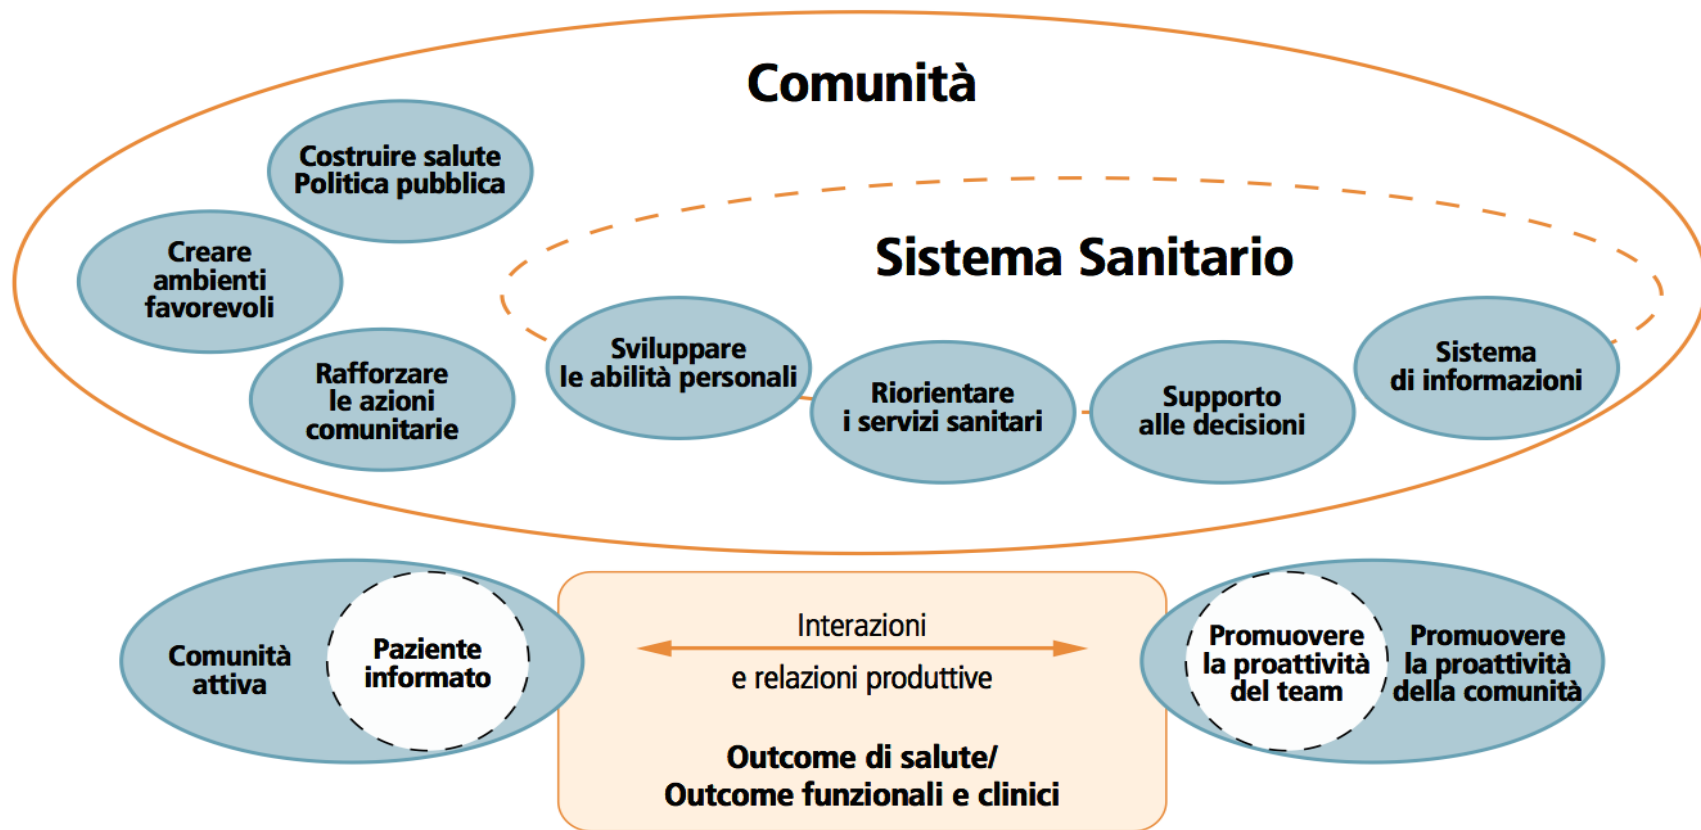 Comunità
Costruire salute
Politica pubblica
Creare
ambienti
favorevoli
Rafforzare
le azioni
comunitarie
Sistema Sanitario
Sviluppare
le abilità personali
Riorientare
i servizi sanitari
Supporto
alle decisioni
Sistema
di informazioni
Comunità
attiva
Paziente
informato
Interazioni
e relazioni produttive
Outcome di salute/
Outcome funzionali e clinici
Promuovere
la proattività
del team
Promuovere
la proattività
della comunità